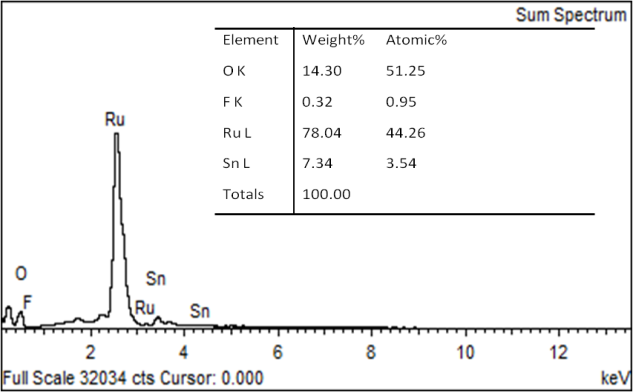 Sum Spectrum
Element Weight% Atomic%
O K 14.30 51.25
F K 0.32 0.95
Ru L 78.04 44.26
Sn L 7.34 3.54
Totals 100.00
Ru
O
F
Sn
Ru
Sn
2 4 6 8 10 12
Full Scale 32034 cts Cursor: 0.000 keV